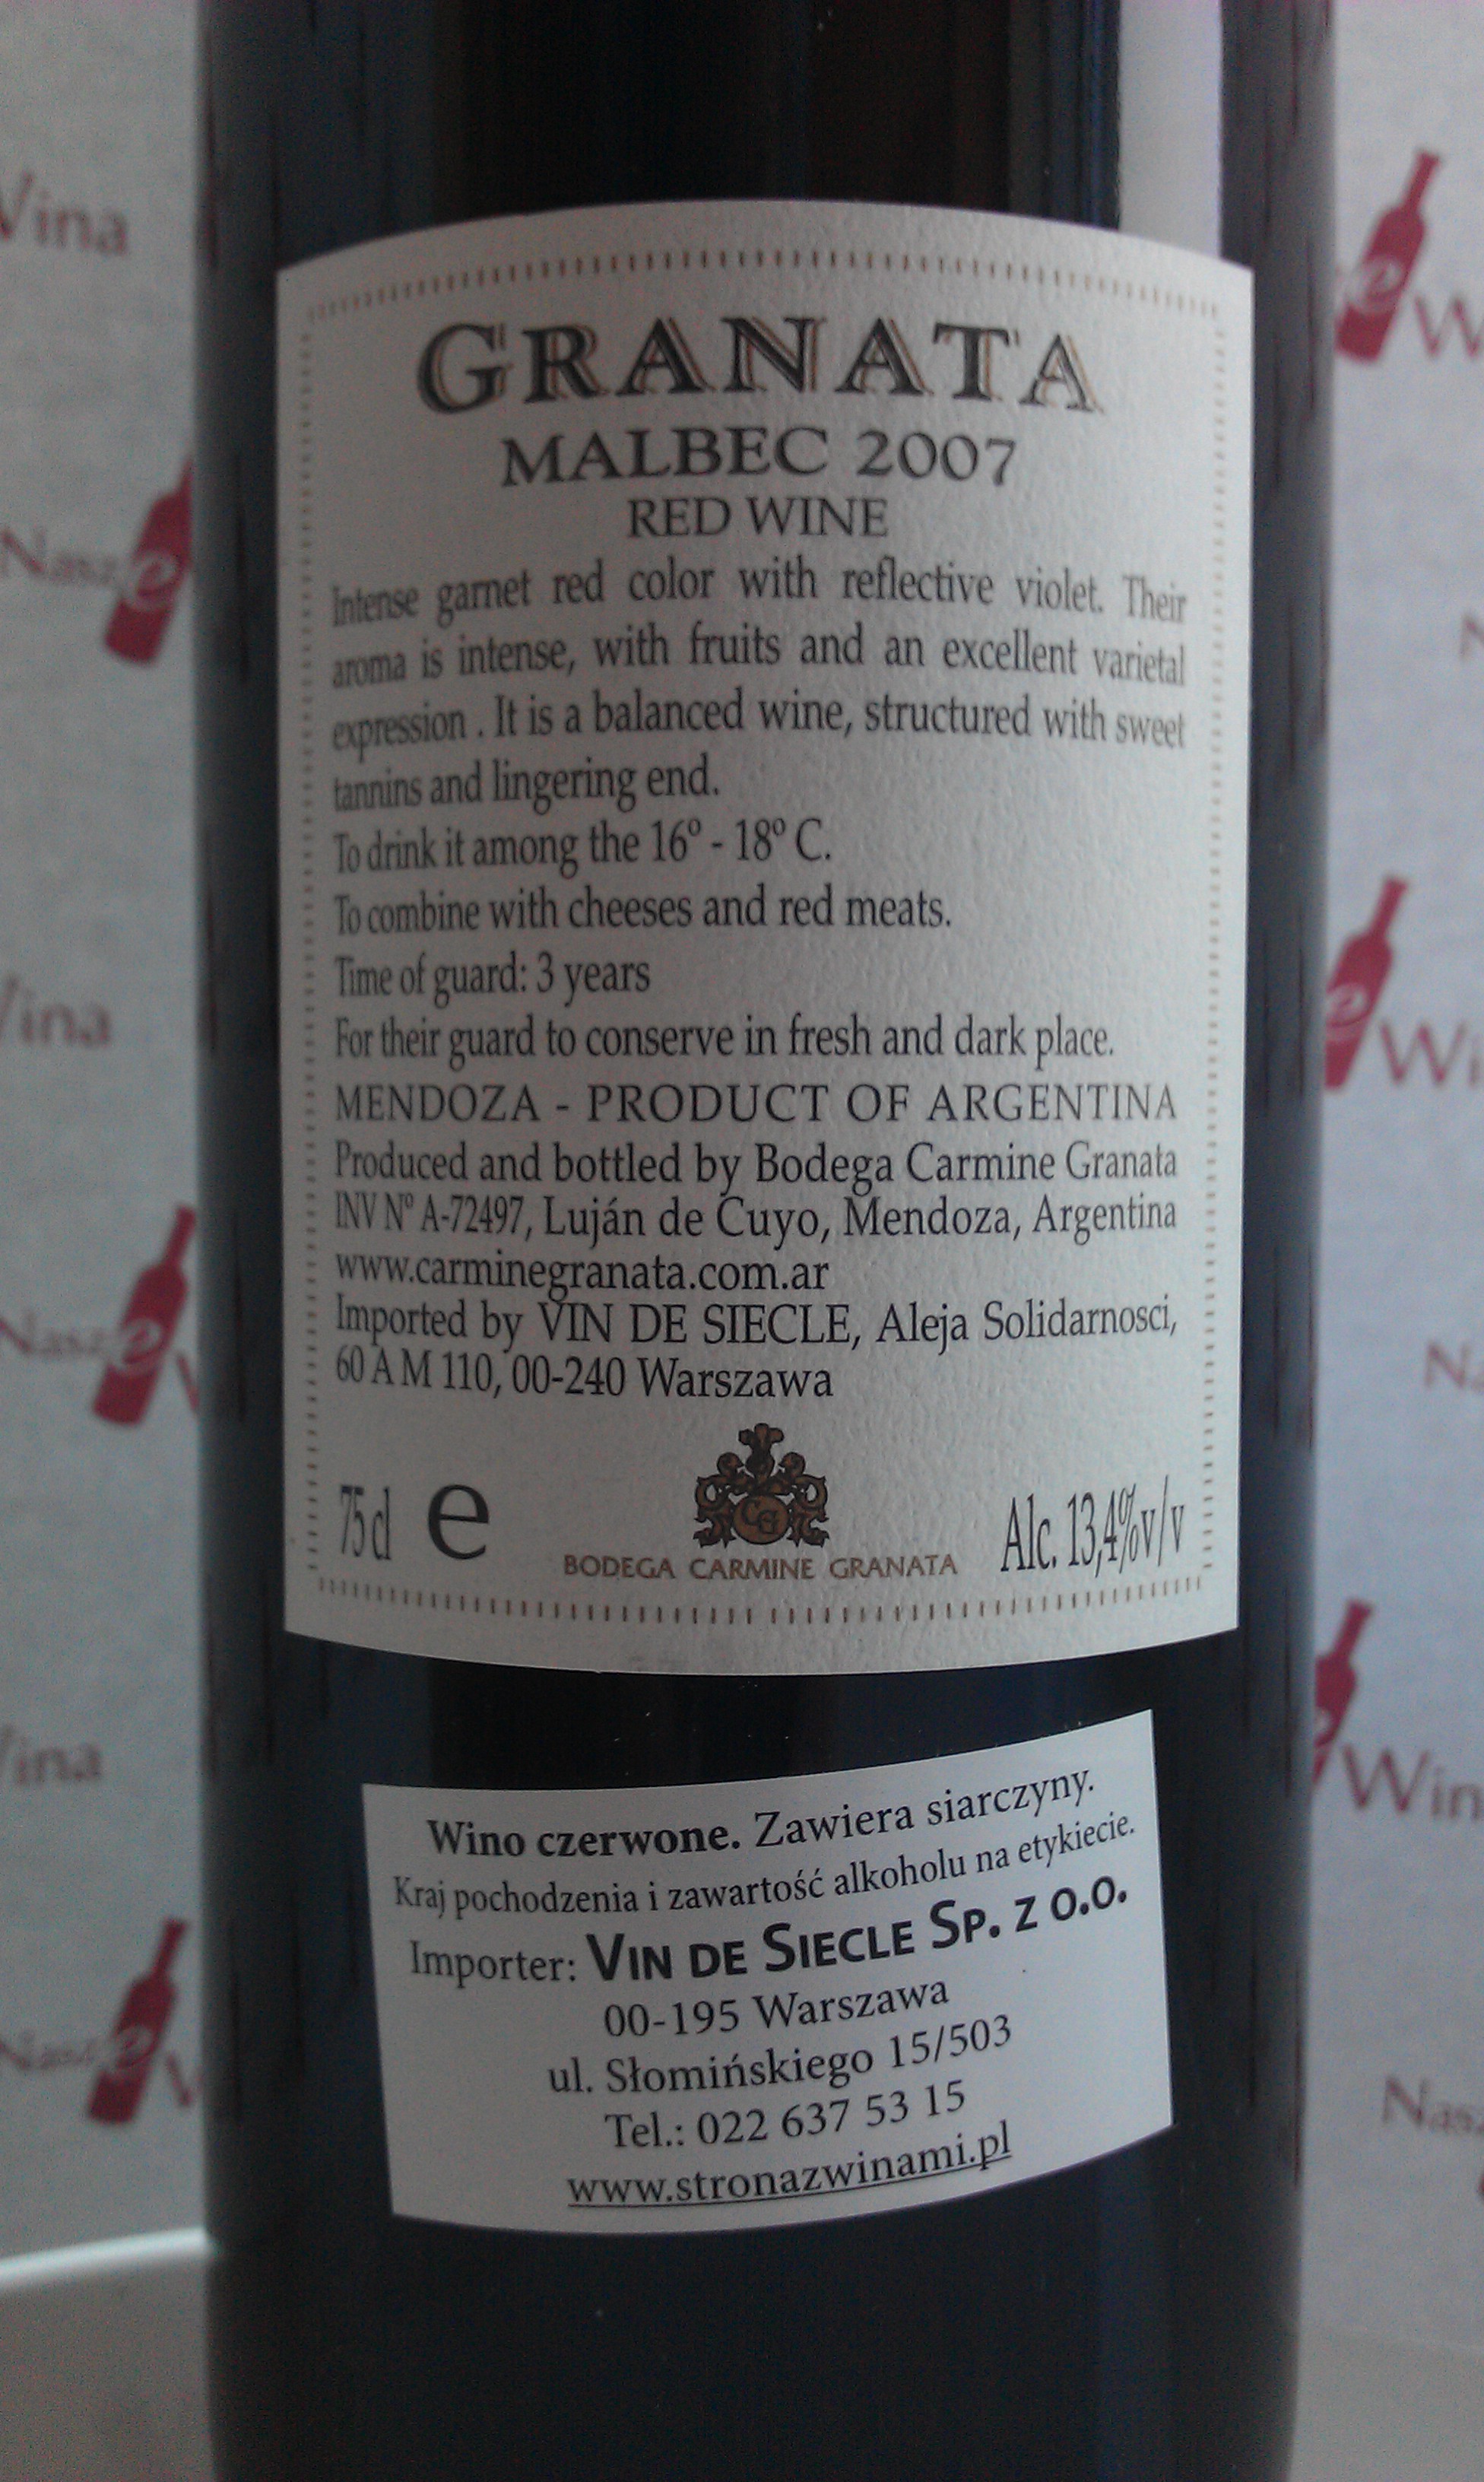 GRANATA
MALBEC 2007
RED WINE
Intense garnet red color with reflective violet. Their
aroma is intense, with fruits and an excellent varietal
expression . It is a balanced wine, structured with sweet
tannins and lingering end.
To drink it among the 16º - 18º C.
To combine with cheeses and red meats.
Time of guard: 3 years
For their guard to conserve in fresh and dark place.
MENDOZA - PRODUCT OF ARGENTINA
Produced and bottled by Bodega Carmine Granata
INV Nº A-72497, Luján de Cuyo, Mendoza, Argentina
www.carminegranata.com.ar
Imported by VIN DE SIECLE, Aleja Solidarnosci,
60 A M 110, 00-240 Warszawa
75 cl e
CG
BODEGA CARMINE GRANATA
Alc. 13,4%v/v
Wino czerwone. Zawiera siarczyny.
Kraj pochodzenia i zawartość alkoholu na etykiecie.
Importer: VIN DE SIECLE SP. Z O.O.
00-195 Warszawa
ul. Słomińskiego 15/503
Tel.: 022 637 53 15
www.stronazwinami.pl